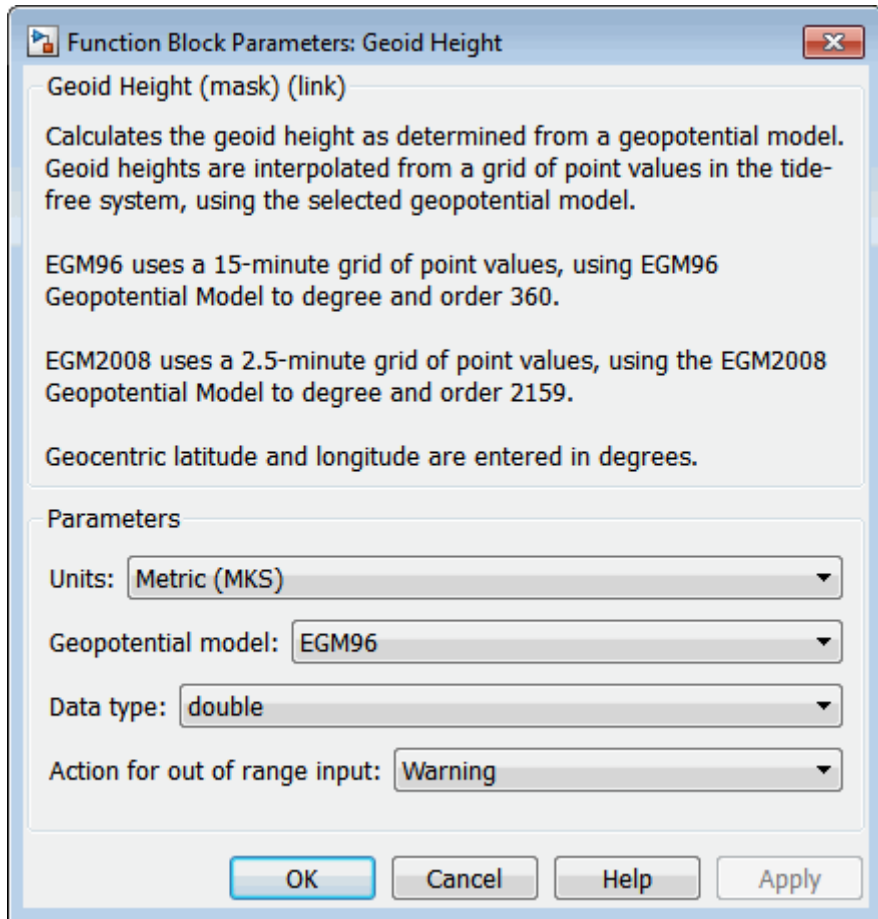 Function Block Parameters: Geoid Height
Geoid Height (mask) (link)
Calculates the geoid height as determined from a geopotential model.
Geoid heights are interpolated from a grid of point values in the tide-
free system, using the selected geopotential model.
EGM96 uses a 15-minute grid of point values, using EGM96
Geopotential Model to degree and order 360.
EGM2008 uses a 2.5-minute grid of point values, using the EGM2008
Geopotential Model to degree and order 2159.
Geocentric latitude and longitude are entered in degrees.
Parameters
Units: Metric (MKS)
Geopotential model: EGM96
Data type: double
Action for out of range input: Warning
OK Cancel Help Apply